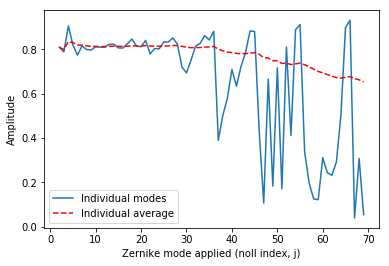 Amplitude
0.8
0.6
0.4
0.2
0.0
Individual modes
Individual average
0 10 20 30 40 50 60 70
Zernike mode applied (noll index, j)